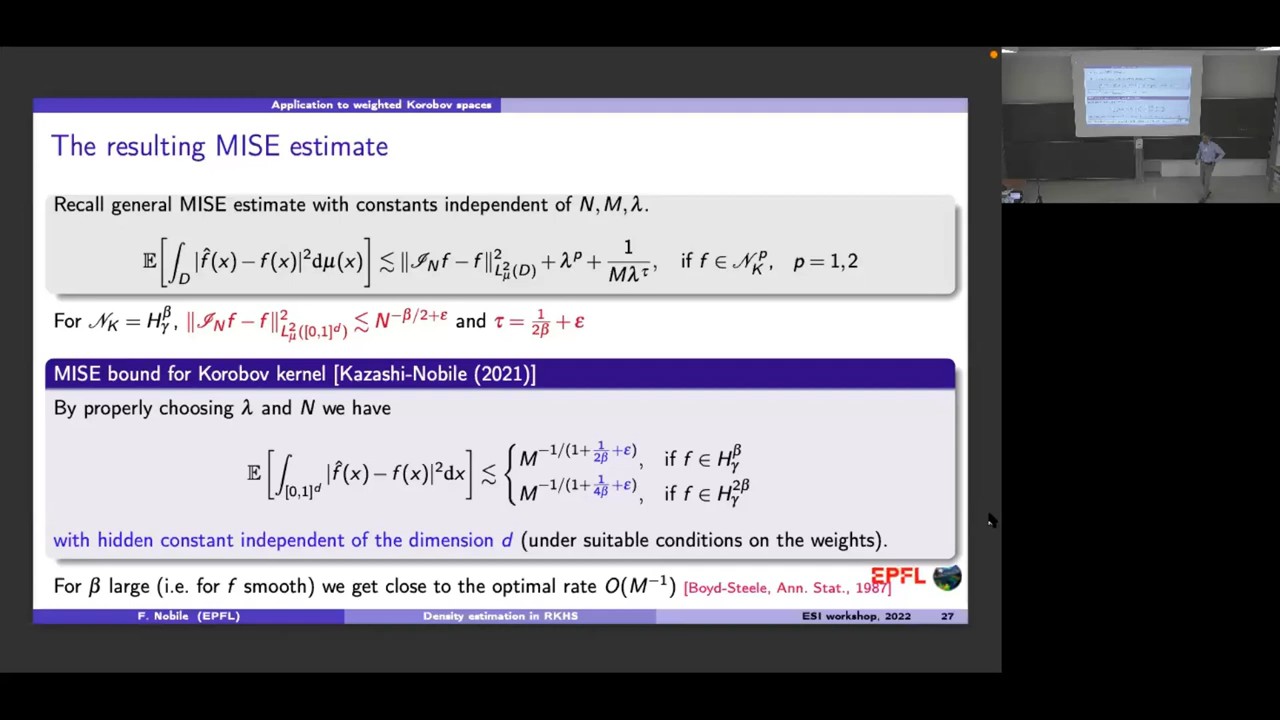 Application to weighted Korobov spaces
The resulting MISE estimate
Recall general MISE estimate with constants independent of N, M, λ.
𝔼[∫_D |f̂(x) − f(x)|² dμ(x)] ≲ ‖ℐ_N f − f‖²_{L²_μ(D)} + λ^p + 1/(Mλ^τ), if f ∈ 𝒩_K^p, p = 1, 2
For 𝒩_K = H_γ^β, ‖ℐ_N f − f‖²_{L²_μ([0,1]^d)} ≲ N^{−β/2+ε} and τ = 1/(2β) + ε
MISE bound for Korobov kernel [Kazashi-Nobile (2021)]
By properly choosing λ and N we have
𝔼[∫_{[0,1]^d} |f̂(x) − f(x)|² dx] ≲ { M^{−1/(1+1/(2β)+ε)}, if f ∈ H_γ^β
M^{−1/(1+1/(4β)+ε)}, if f ∈ H_γ^{2β}
with hidden constant independent of the dimension d (under suitable conditions on the weights).
For β large (i.e. for f smooth) we get close to the optimal rate O(M^{−1}) [Boyd-Steele, Ann. Stat., 1987]
EPFL
F. Nobile (EPFL) Density estimation in RKHS ESI workshop, 2022 27